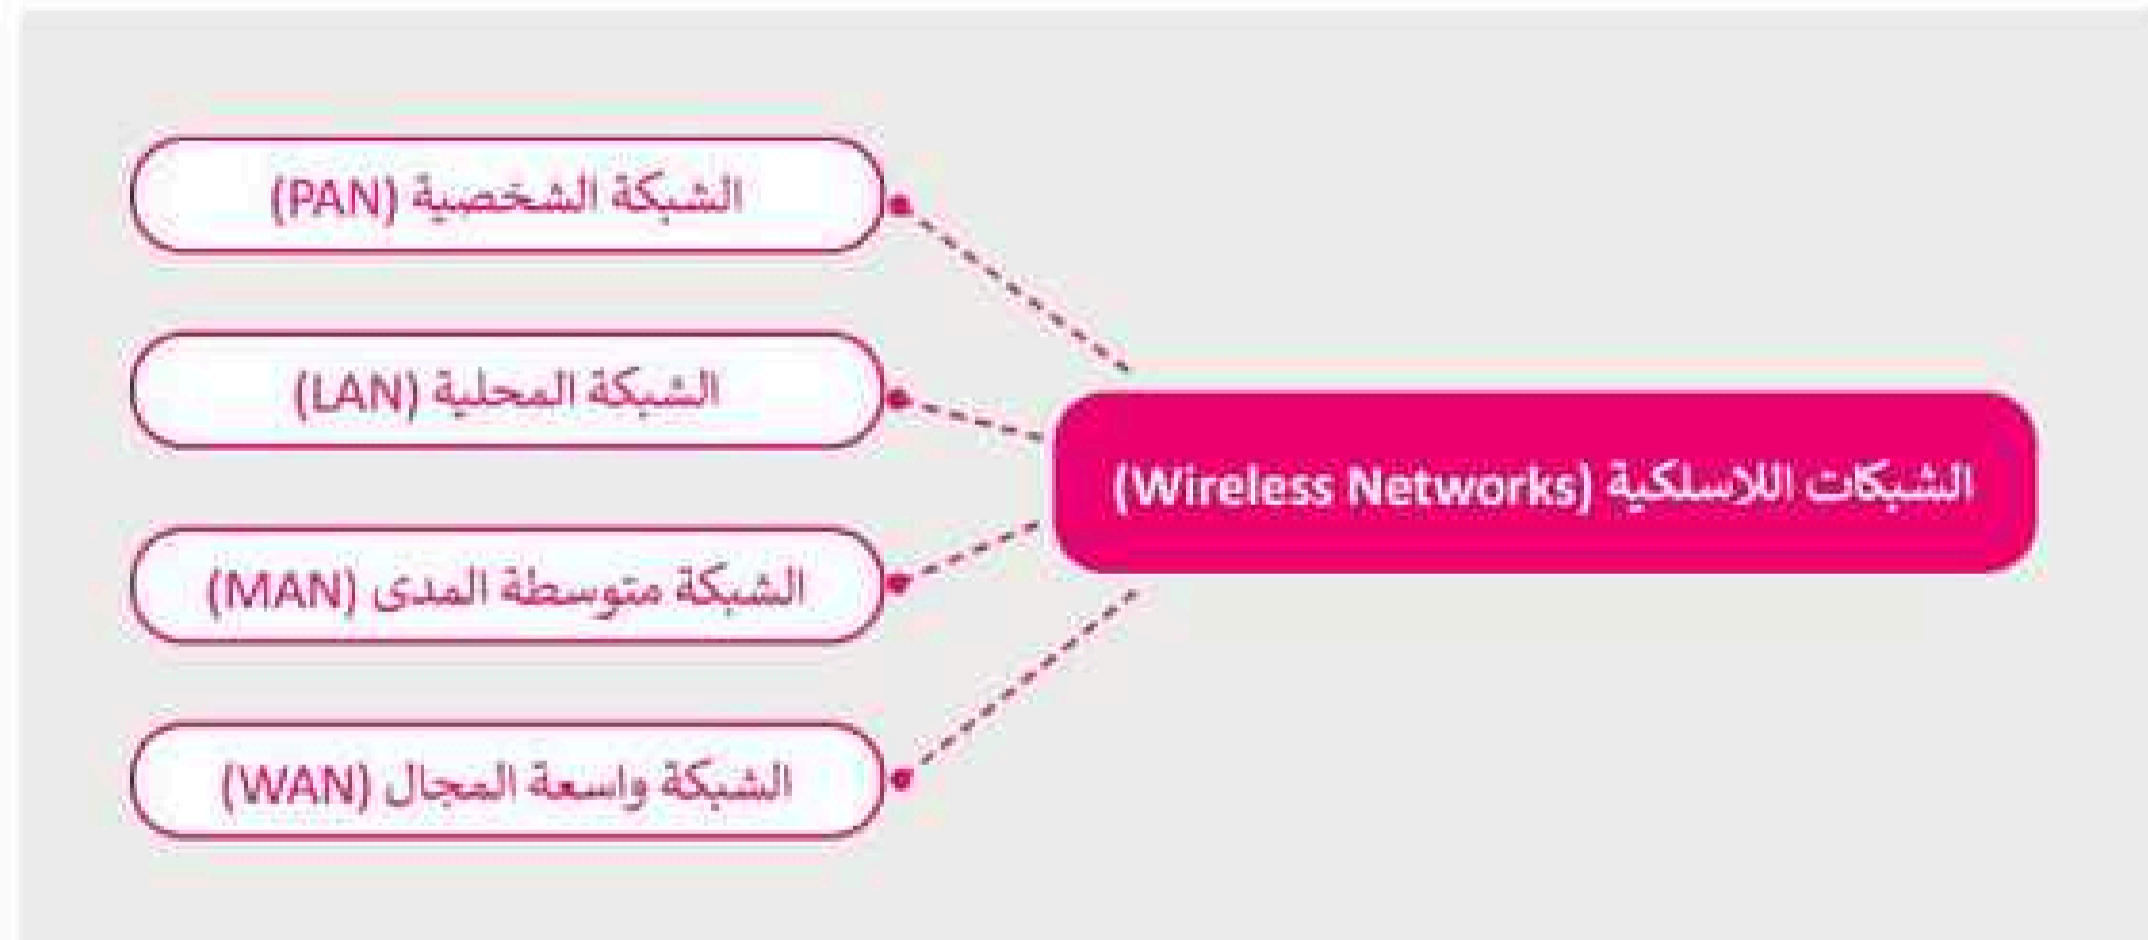 الشبكات اللاسلكية (Wireless Networks)
الشبكة الشخصية (PAN)
الشبكة المحلية (LAN)
الشبكة متوسطة المدى (MAN)
الشبكة واسعة المجال (WAN)